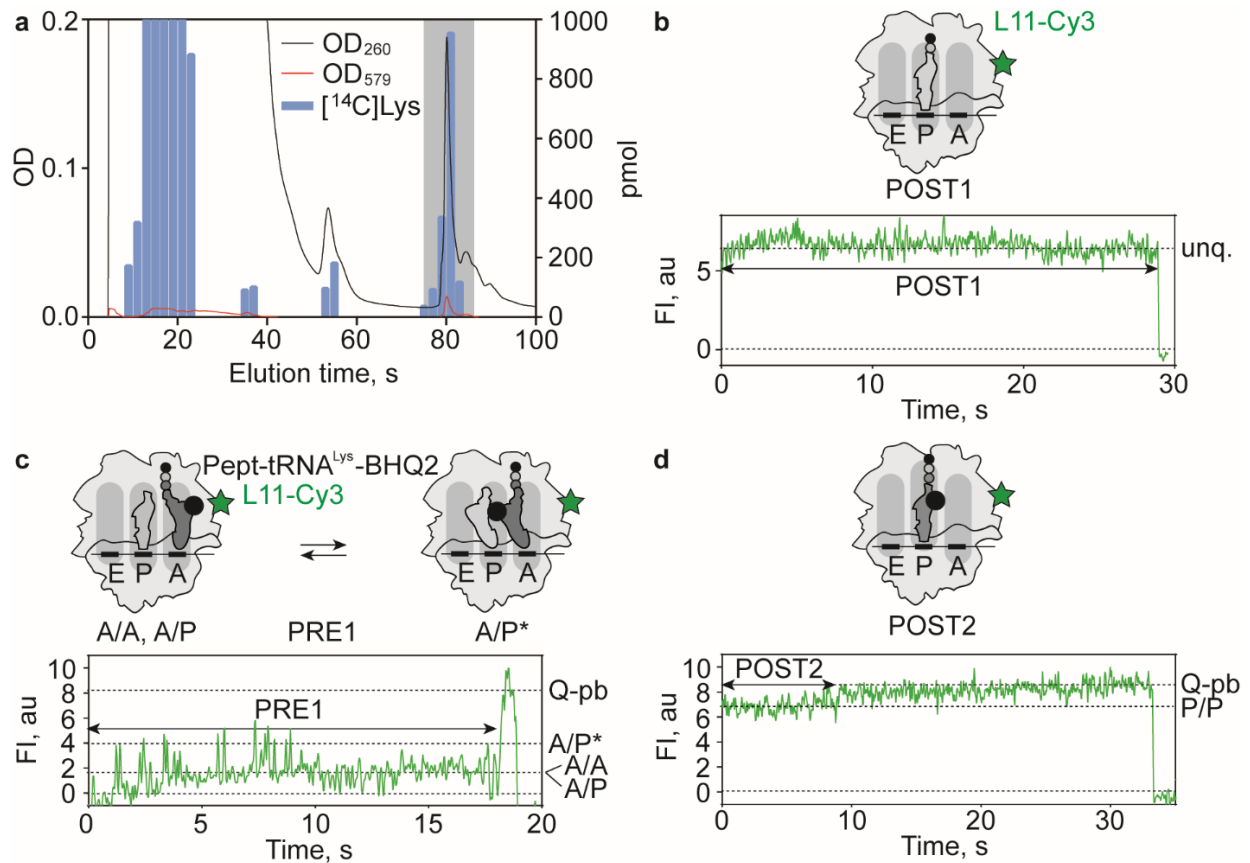 a
0.2
0.1
0.0
OD
OD260
OD579
[14C]Lys
1000
800
600
400
200
0
pmol
0 20 40 60 80 100
Elution time, s
b
L11-Cy3
E P A
POST1
5
0
FI, au
unq.
POST1
0 10 20 30
Time, s
c
Pept-tRNALys-BHQ2
L11-Cy3
E P A
E P A
A/A, A/P
PRE1
A/P*
10
8
6
4
2
0
FI, au
PRE1
Q-pb
A/P*
A/A
A/P
0 5 10 15 20
Time, s
d
E P A
POST2
10
8
6
4
2
0
FI, au
POST2
Q-pb
P/P
0 10 20 30
Time, s